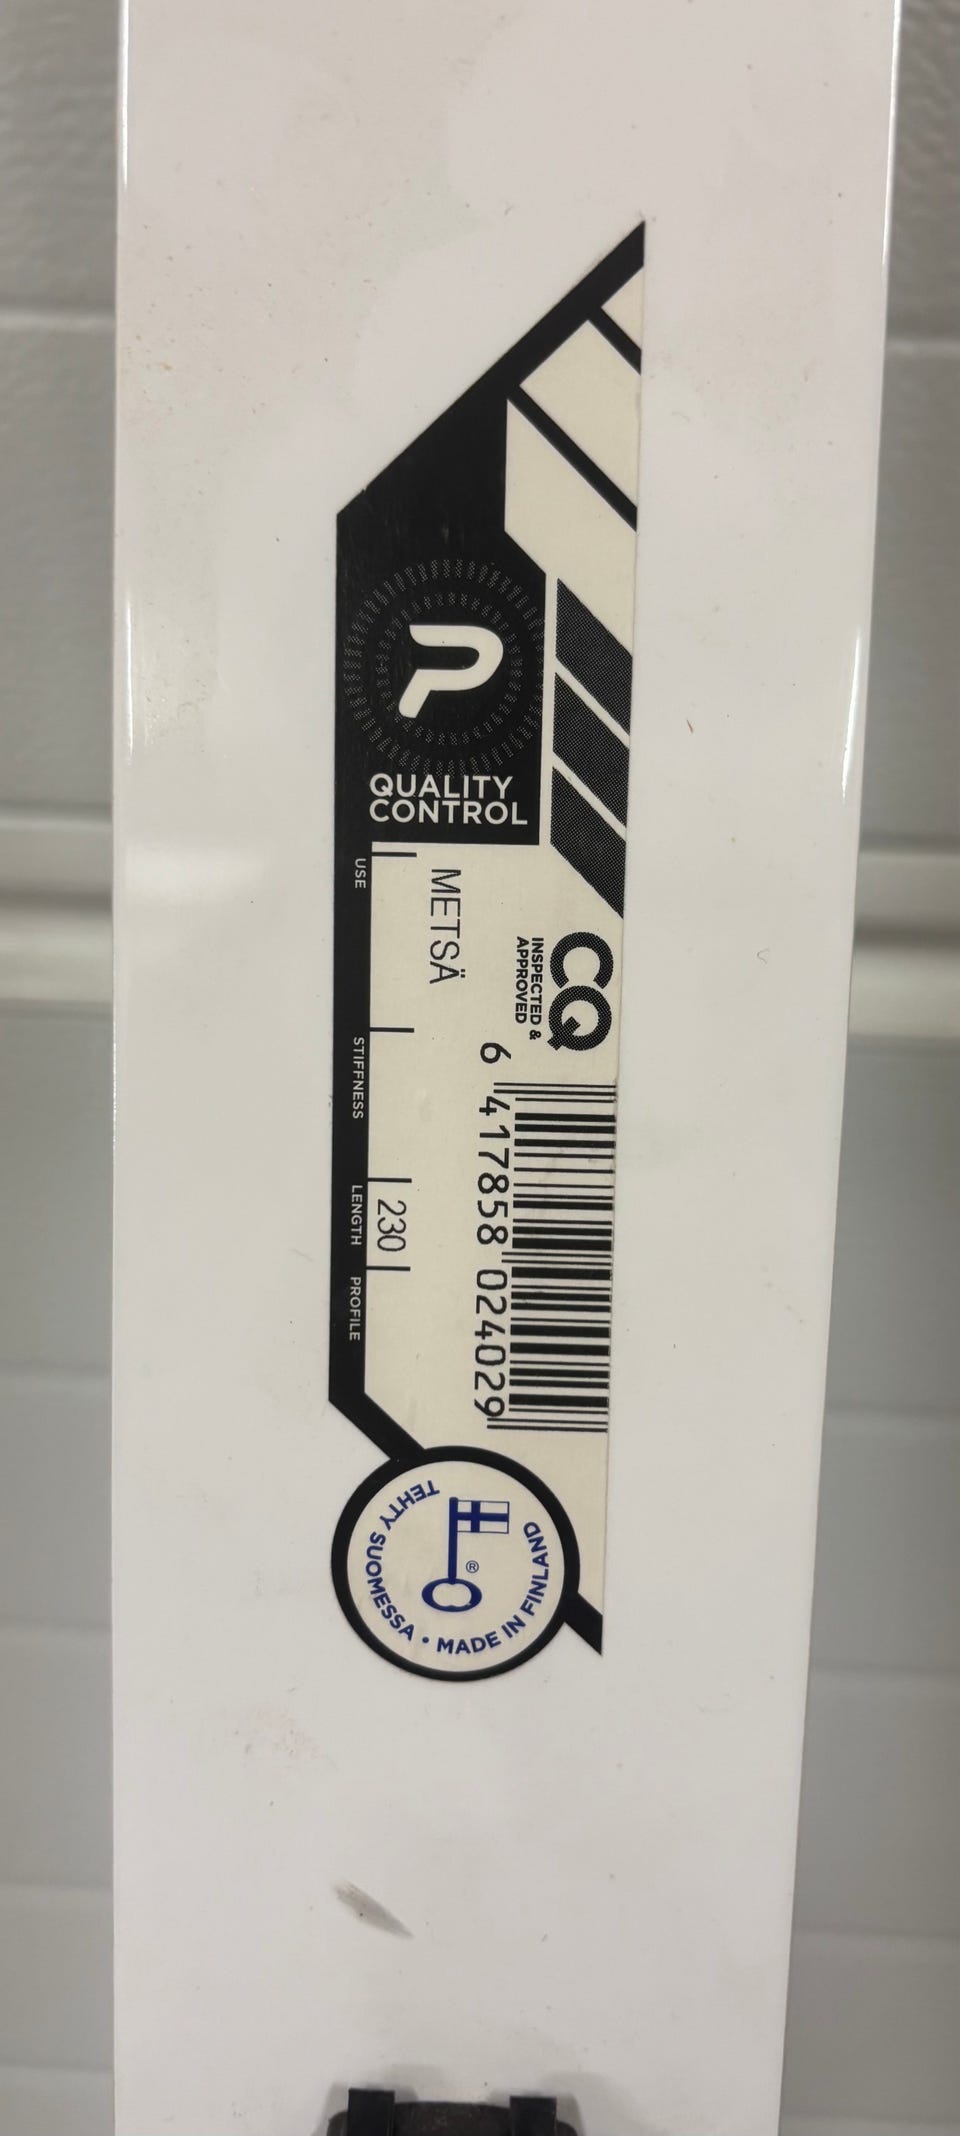 P
QUALITY
CONTROL
USE
METSÄ
CQ
INSPECTED &
APPROVED
STIFFNESS
LENGTH
230
PROFILE
6 417858 024029
TEHTY SUOMESSA • MADE IN FINLAND
®